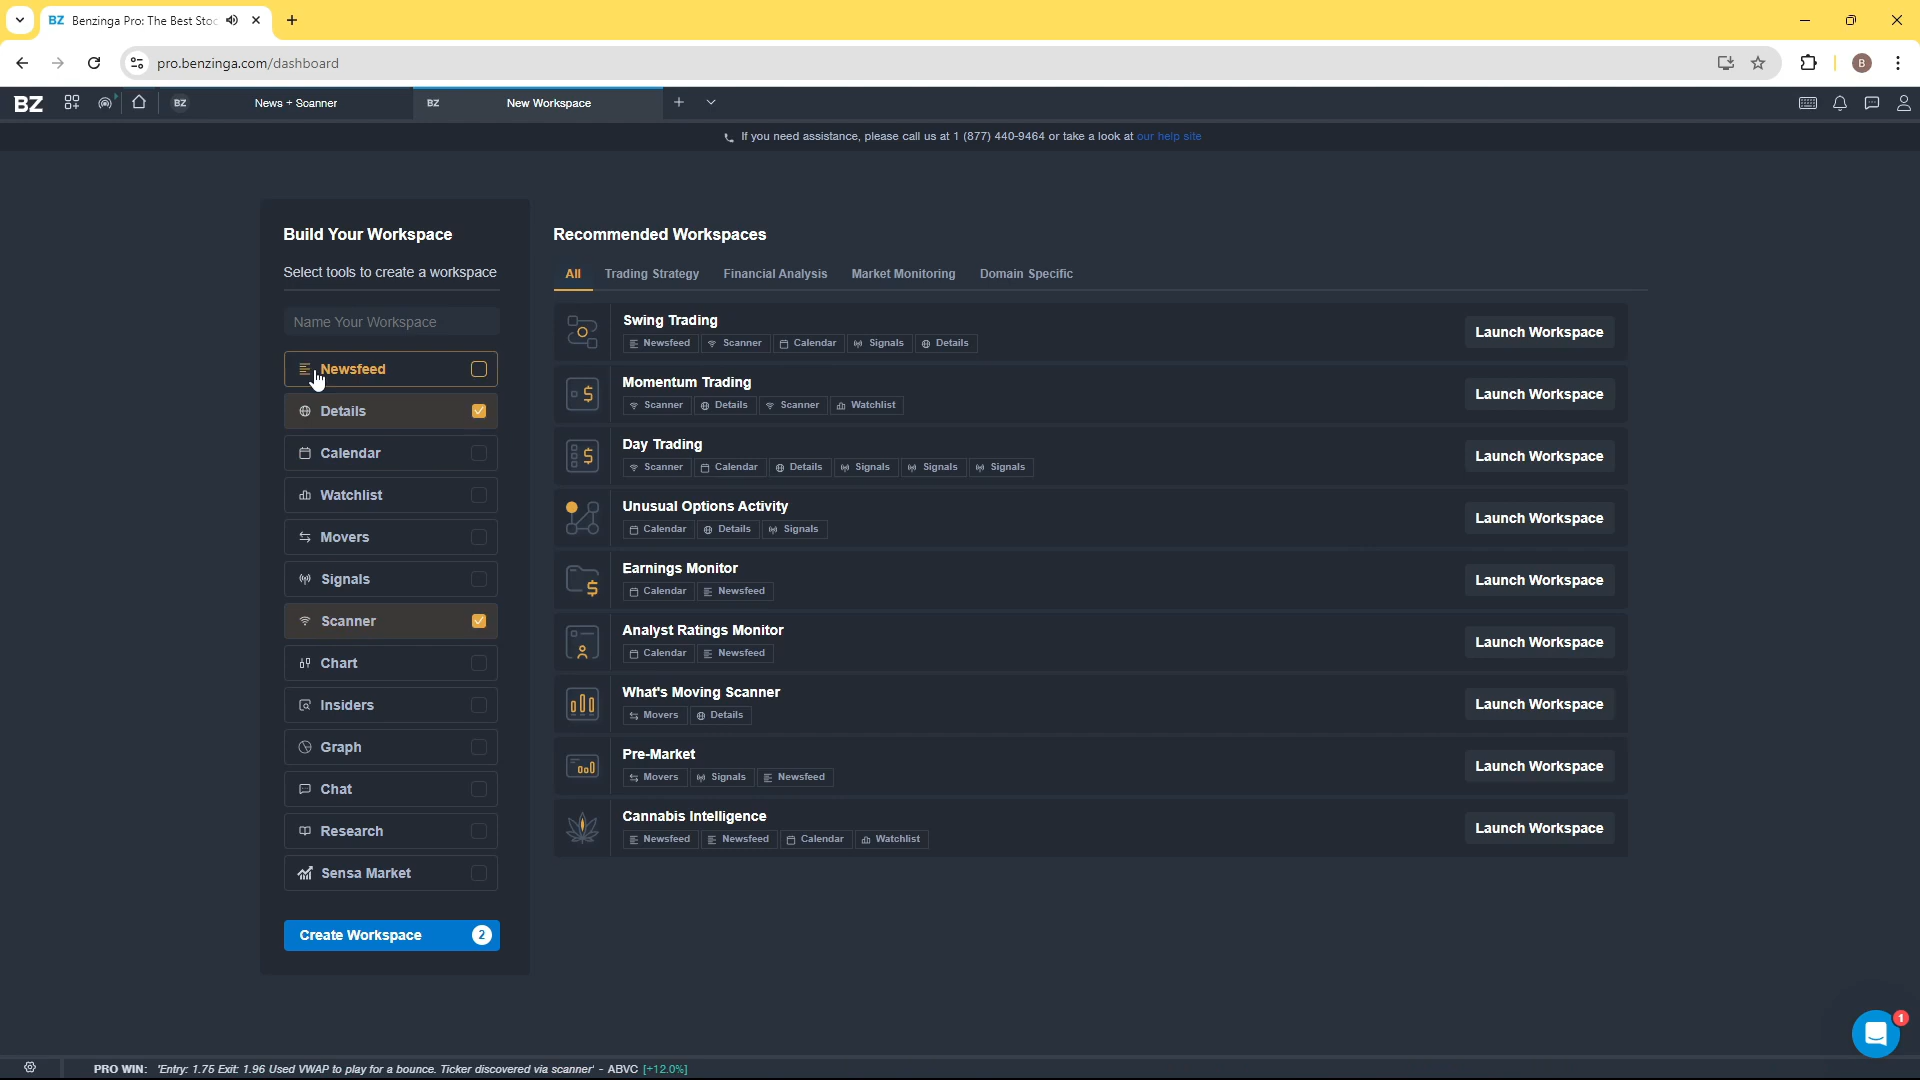 BZ Benzinga Pro: The Best Stoc
pro.benzinga.com/dashboard
B
BZ
BZ News + Scanner
BZ New Workspace
If you need assistance, please call us at 1 (877) 440-9464 or take a look at our help site
Build Your Workspace
Select tools to create a workspace
Name Your Workspace
Newsfeed
Details
Calendar
Watchlist
Movers
Signals
Scanner
Chart
Insiders
Graph
Chat
Research
Sensa Market
Create Workspace 2
Recommended Workspaces
All Trading Strategy Financial Analysis Market Monitoring Domain Specific
Swing Trading
Newsfeed Scanner Calendar Signals Details
Launch Workspace
Momentum Trading
Scanner Details Scanner Watchlist
Launch Workspace
Day Trading
Scanner Calendar Details Signals Signals Signals
Launch Workspace
Unusual Options Activity
Calendar Details Signals
Launch Workspace
Earnings Monitor
Calendar Newsfeed
Launch Workspace
Analyst Ratings Monitor
Calendar Newsfeed
Launch Workspace
What's Moving Scanner
Movers Details
Launch Workspace
Pre-Market
Movers Signals Newsfeed
Launch Workspace
Cannabis Intelligence
Newsfeed Newsfeed Calendar Watchlist
Launch Workspace
1
PRO WIN: 'Entry: 1.75 Exit: 1.96 Used VWAP to play for a bounce. Ticker discovered via scanner' - ABVC [+12.0%]